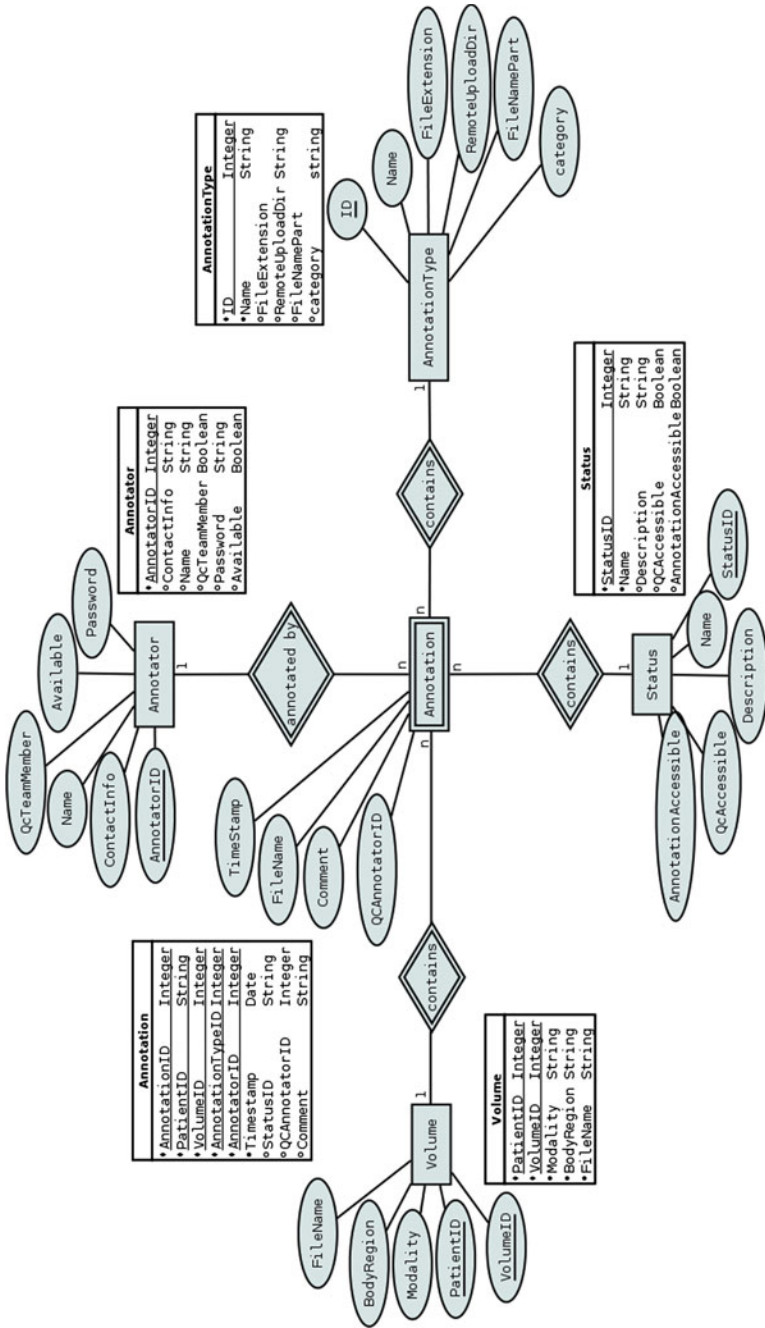 QcTeamMember
Available
Name
Password
ContactInfo
AnnotatorID
Annotator
Annotator
*AnnotatorID Integer
°ContactInfo String
°Name String
°QcTeamMember Boolean
°Password String
°Available Boolean
1
annotated by
n
Annotation
*AnnotationID Integer
*PatientID String
*VolumeID Integer
*AnnotationTypeID Integer
*AnnotatorID Integer
*Timestamp Date
°StatusID String
°QCAnnotatorID Integer
°Comment String
TimeStamp
FileName
Comment
QCAnnotatorID
AnnotationType
*ID Integer
*Name String
°FileExtension
°RemoteUploadDir String
°FileNamePart
°category string
ID
Name
FileExtension
RemoteUploadDir
FileNamePart
category
FileName
BodyRegion
Modality
PatientID
VolumeID
Volume
1
contains
n
Annotation
n
contains
1
AnnotationType
Volume
*PatientID Integer
*VolumeID Integer
*Modality String
*BodyRegion String
*FileName String
n
contains
1
Status
Status
*StatusID Integer
*Name String
°Description String
°QCAccessible Boolean
°AnnotationAccessible Boolean
AnnotationAccessible
QcAccessible
Description
Name
StatusID